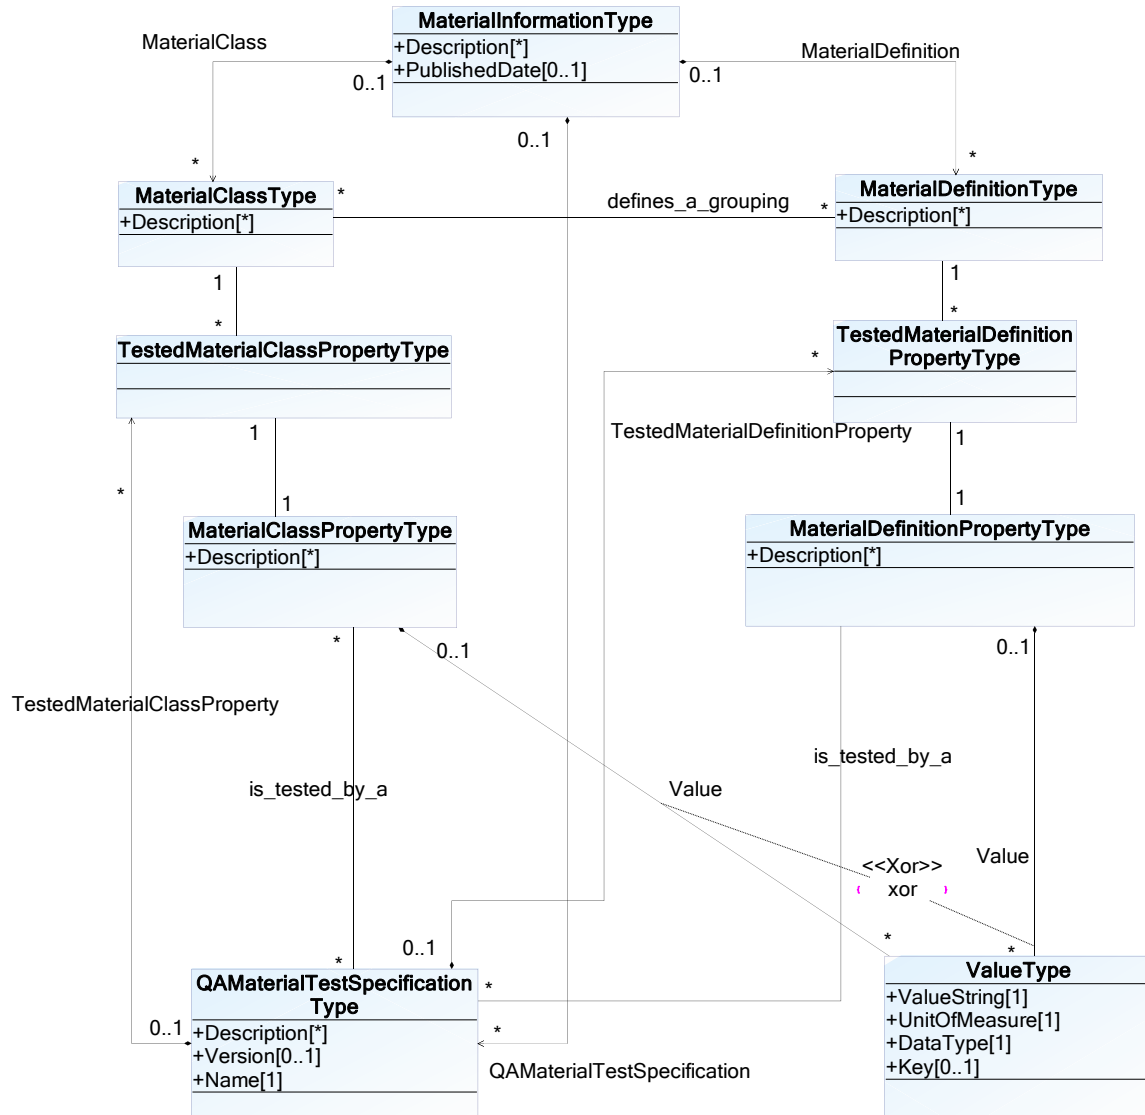 MaterialInformationType
+Description[*]
+PublishedDate[0..1]
MaterialClass
MaterialDefinition
0..1
0..1
0..1
*
*
MaterialClassType
+Description[*]
*
defines_a_grouping
*
MaterialDefinitionType
+Description[*]
1
*
1
*
TestedMaterialClassPropertyType
TestedMaterialDefinition
PropertyType
*
1
1
TestedMaterialDefinitionProperty
1
1
*
MaterialClassPropertyType
+Description[*]
MaterialDefinitionPropertyType
+Description[*]
*
0..1
0..1
TestedMaterialClassProperty
is_tested_by_a
is_tested_by_a
Value
Value
<<Xor>>
{ xor }
0..1
*
*
*
QAMaterialTestSpecification
Type
+Description[*]
+Version[0..1]
+Name[1]
*
0..1
*
QAMaterialTestSpecification
ValueType
+ValueString[1]
+UnitOfMeasure[1]
+DataType[1]
+Key[0..1]